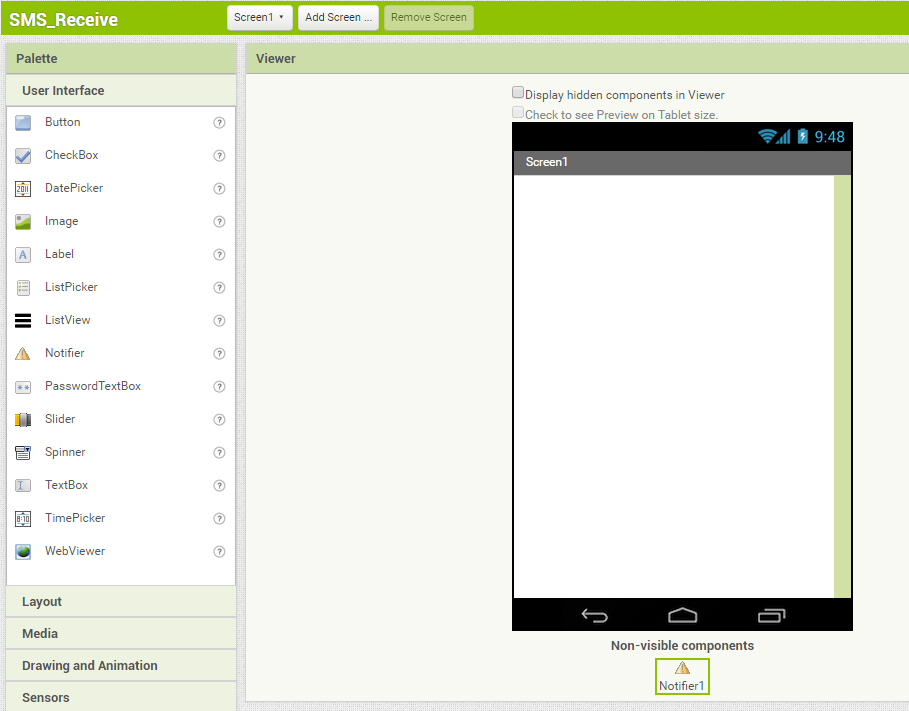 SMS_Receive
Screen1 Add Screen ... Remove Screen
Palette
User Interface
Button
CheckBox
DatePicker
Image
Label
ListPicker
ListView
Notifier
PasswordTextBox
Slider
Spinner
TextBox
TimePicker
WebViewer
Layout
Media
Drawing and Animation
Sensors
Viewer
Display hidden components in Viewer
Check to see Preview on Tablet size.
9:48
Screen1
Non-visible components
Notifier1